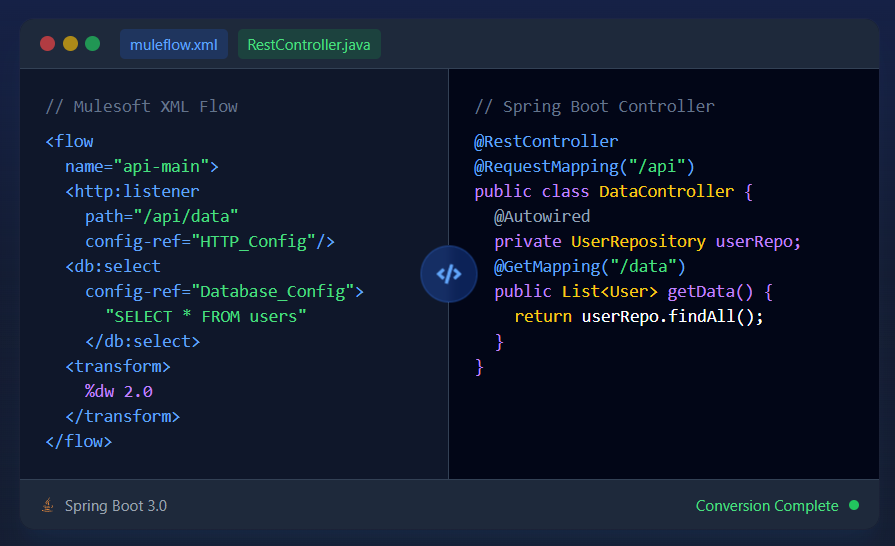 muleflow.xml
RestController.java
// Mulesoft XML Flow
<flow
name="api-main">
<http:listener
path="/api/data"
config-ref="HTTP_Config"/>
<db:select
config-ref="Database_Config">
"SELECT * FROM users"
</db:select>
<transform>
%dw 2.0
</transform>
</flow>
</>
// Spring Boot Controller
@RestController
@RequestMapping("/api")
public class DataController {
@Autowired
private UserRepository userRepo;
@GetMapping("/data")
public List<User> getData() {
return userRepo.findAll();
}
}
Spring Boot 3.0
Conversion Complete